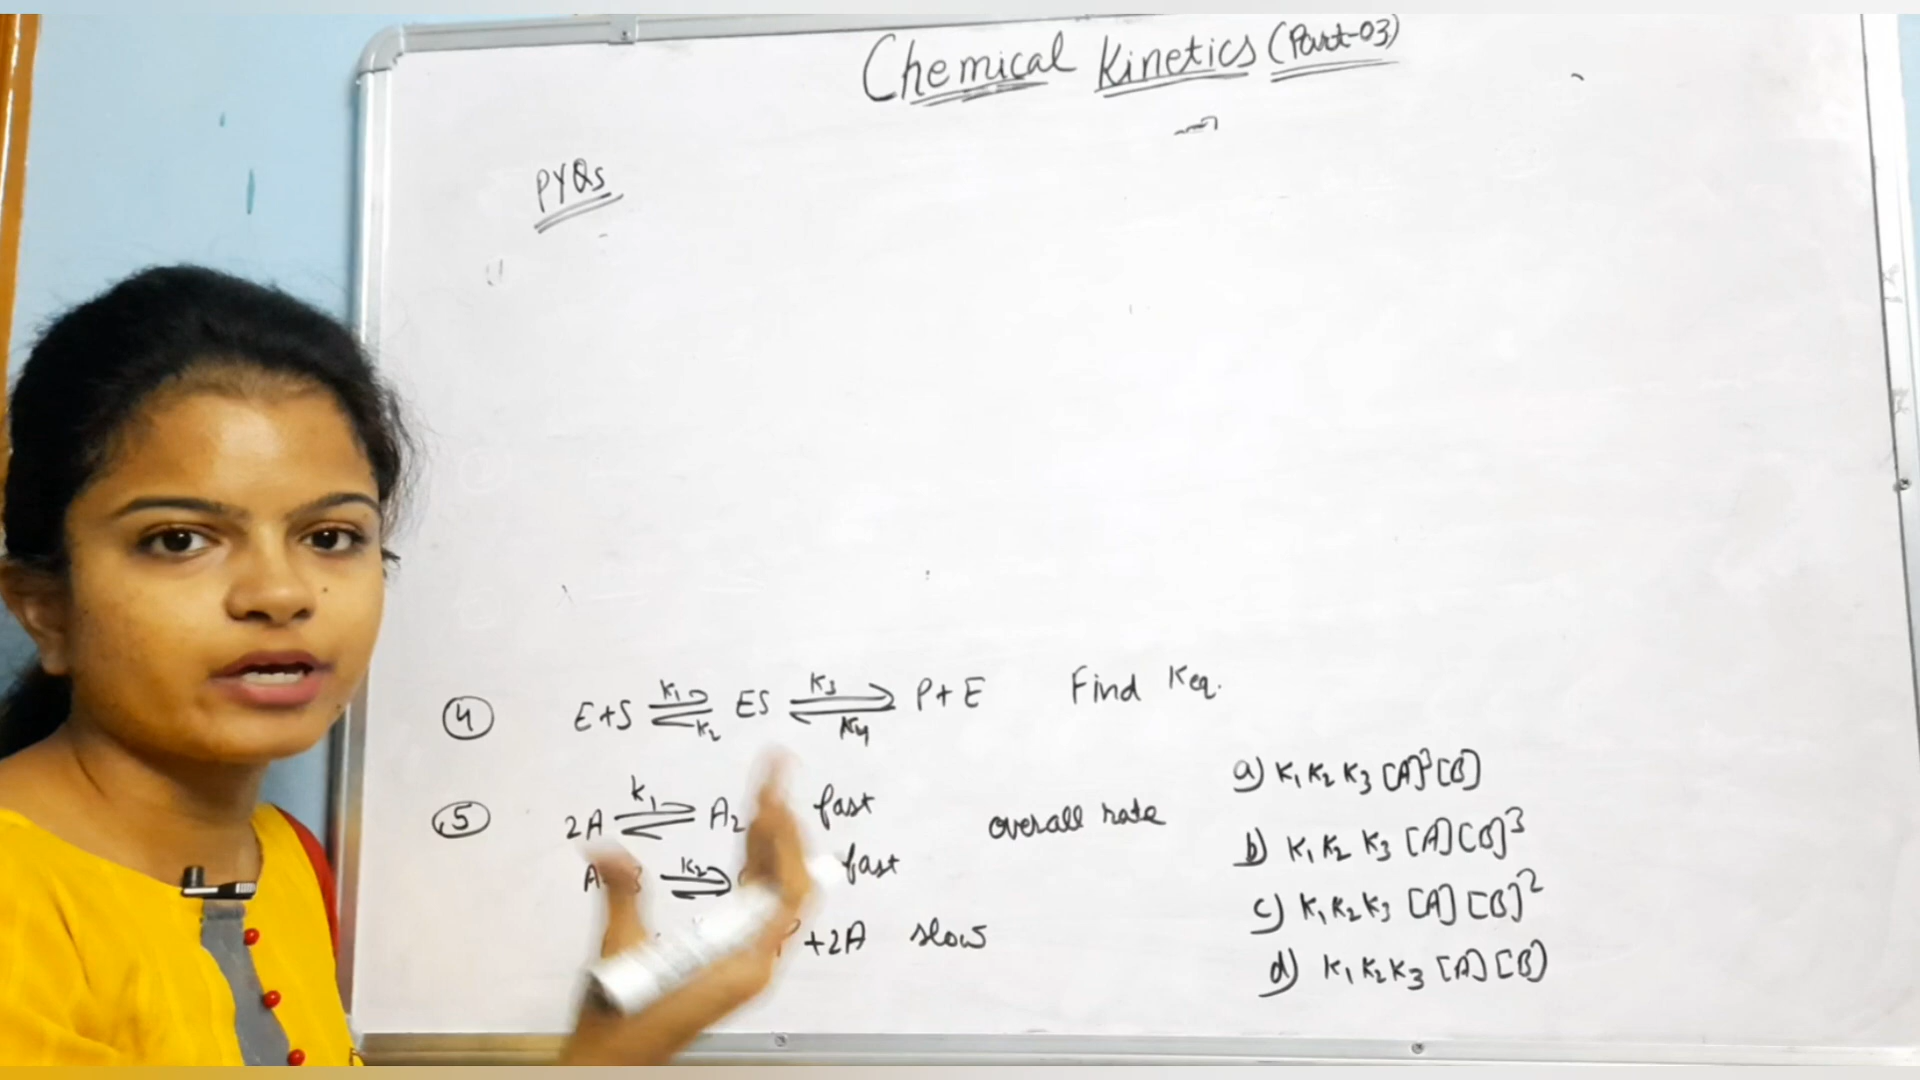 Chemical Kinetics (Part-03)
PYQs
4 E+S ⇌ ES ⇌ P+E Find Keq.
K1 K2 K3 K4
5 2A ⇌ A2 fast overall rate
K1
A ⇌ fast
K2
+2A slow
a) K1 K2 K3 [A]³[B]
b) K1 K2 K3 [A][B]³
c) K1 K2 K3 [A][B]²
d) K1 K2 K3 [A][B]